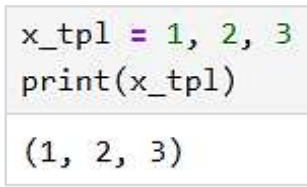 x_tpl = 1, 2, 3
print(x_tpl)
(1, 2, 3)